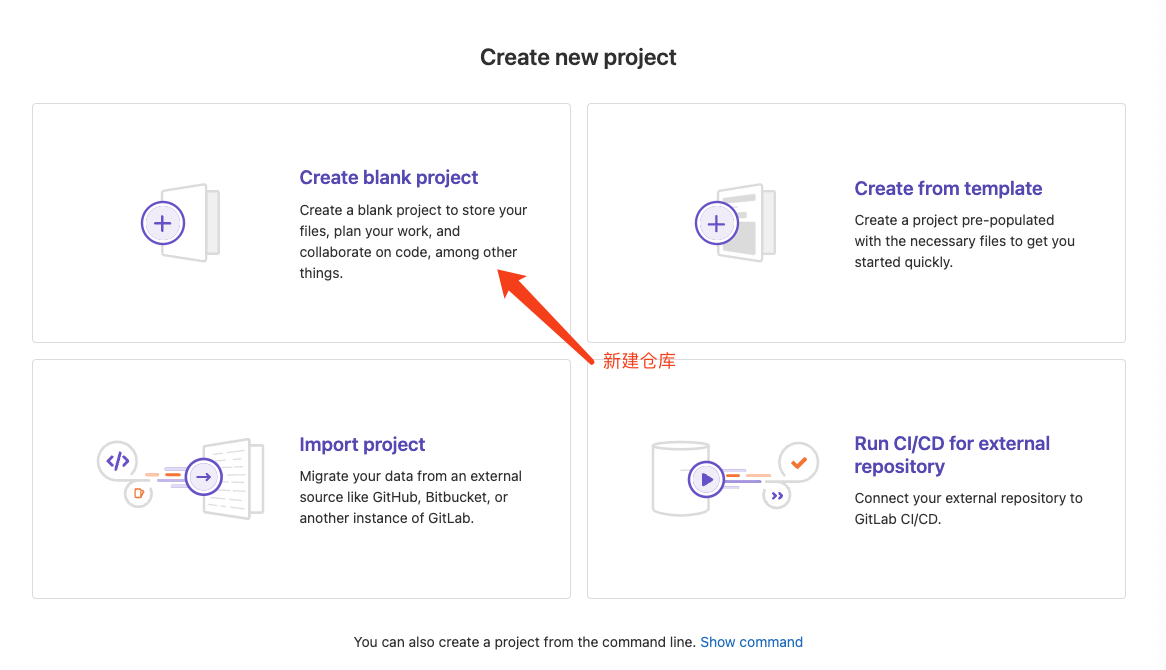 Create new project
Create blank project
Create a blank project to store your
files, plan your work, and
collaborate on code, among other
things.
Create from template
Create a project pre-populated
with the necessary files to get you
started quickly.
新建仓库
Import project
Migrate your data from an external
source like GitHub, Bitbucket, or
another instance of GitLab.
Run CI/CD for external
repository
Connect your external repository to
GitLab CI/CD.
You can also create a project from the command line. Show command